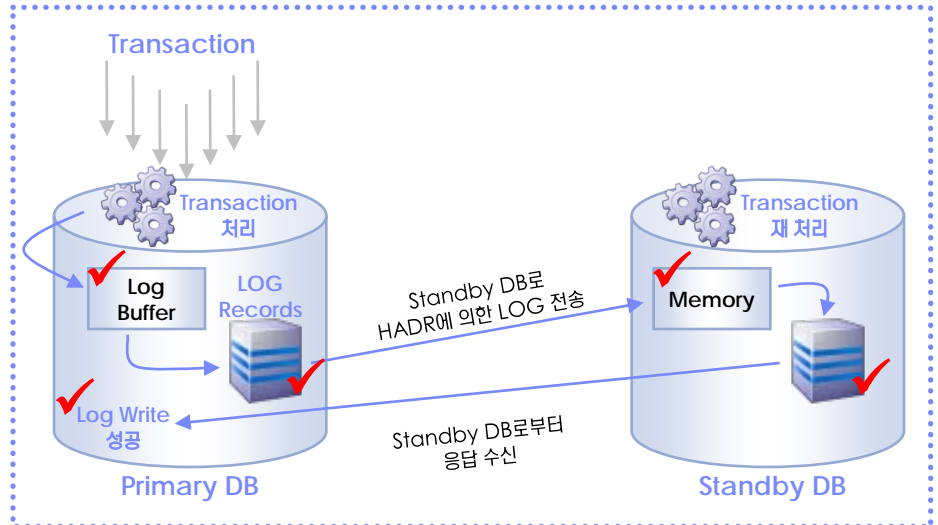 Transaction
Transaction
처리
Log
Buffer
LOG
Records
Log Write
성공
Primary DB
Standby DB로
HADR에 의한 LOG 전송
Standby DB로부터
응답 수신
Transaction
재 처리
Memory
Standby DB